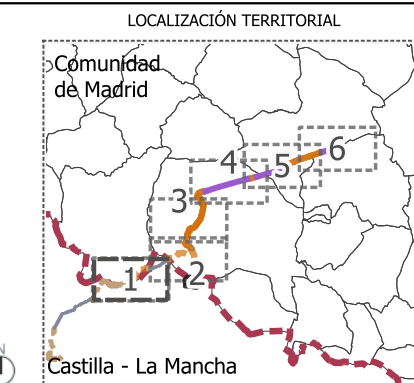 LOCALIZACIÓN TERRITORIAL
Comunidad
de Madrid
6
4
5
3
1
2
N
Castilla - La Mancha